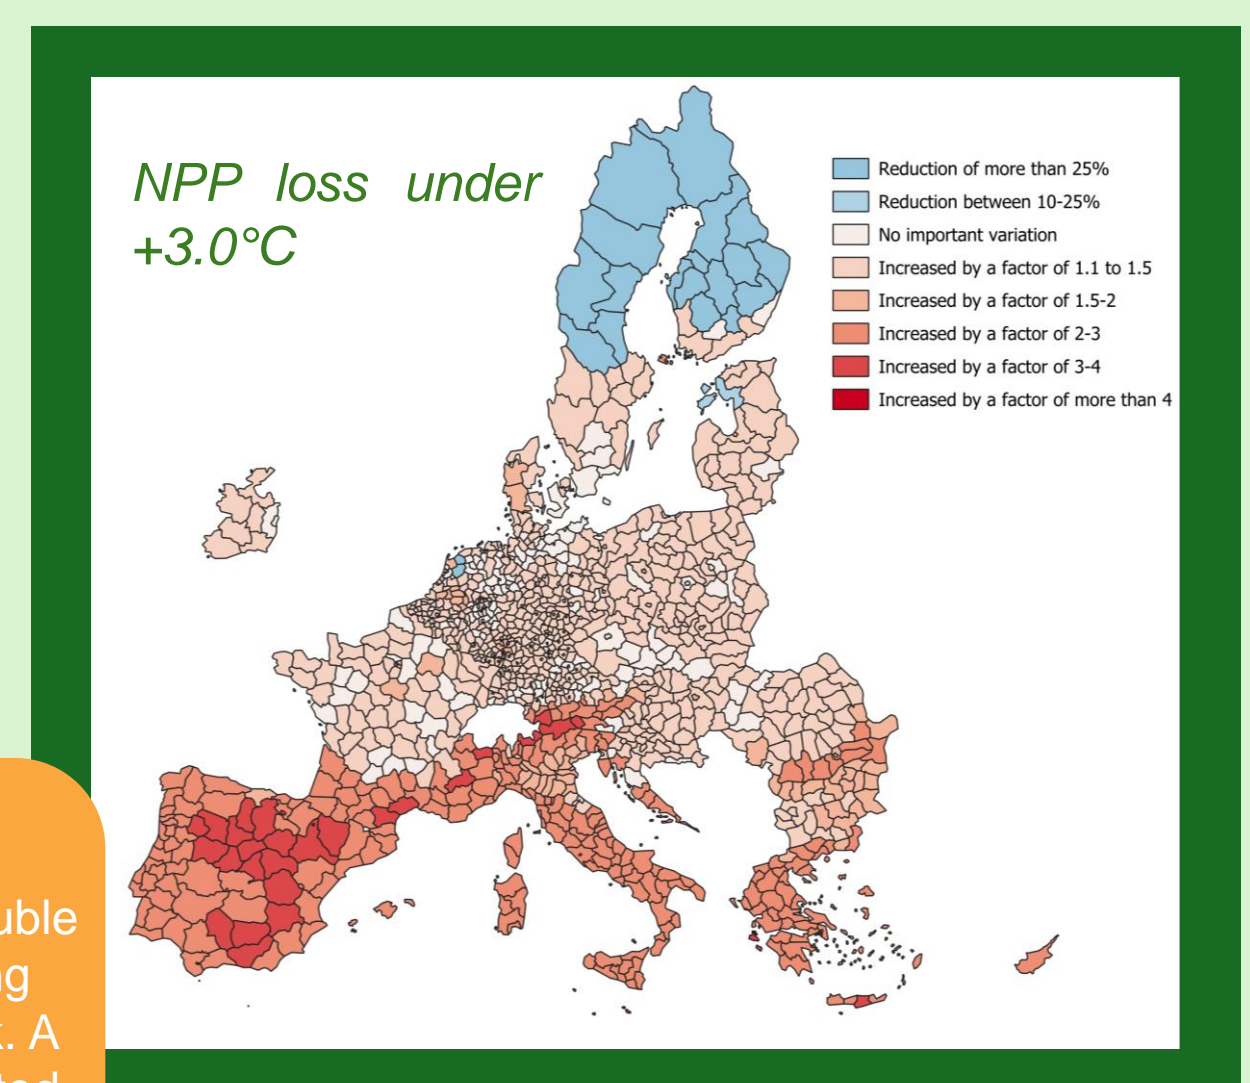 NPP loss under
+3.0°C
Reduction of more than 25%
Reduction between 10-25%
No important variation
Increased by a factor of 1.1 to 1.5
Increased by a factor of 1.5-2
Increased by a factor of 2-3
Increased by a factor of 3-4
Increased by a factor of more than 4
. A